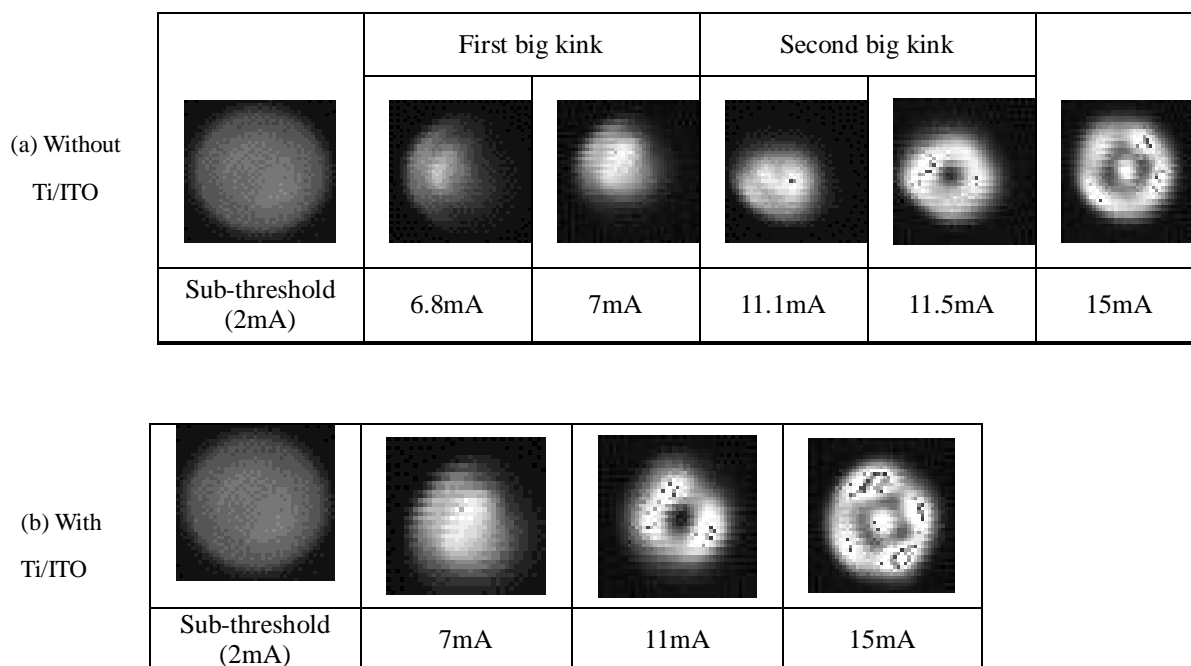 First big kink
Second big kink
(a) Without
Ti/ITO
Sub-threshold
(2mA)
6.8mA
7mA
11.1mA
11.5mA
15mA
(b) With
Ti/ITO
Sub-threshold
(2mA)
7mA
11mA
15mA